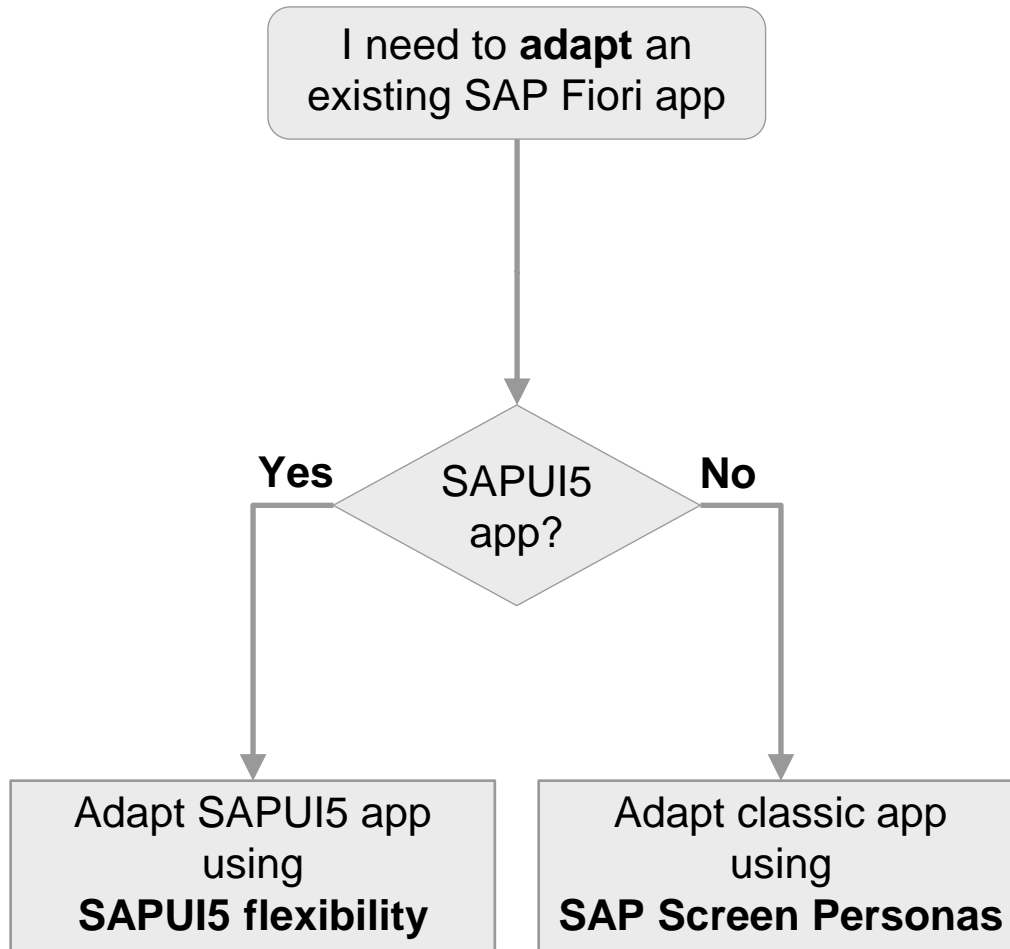 I need to adapt an
existing SAP Fiori app
Yes
SAPUI5
app?
No
Adapt SAPUI5 app
using
SAPUI5 flexibility
Adapt classic app
using
SAP Screen Personas